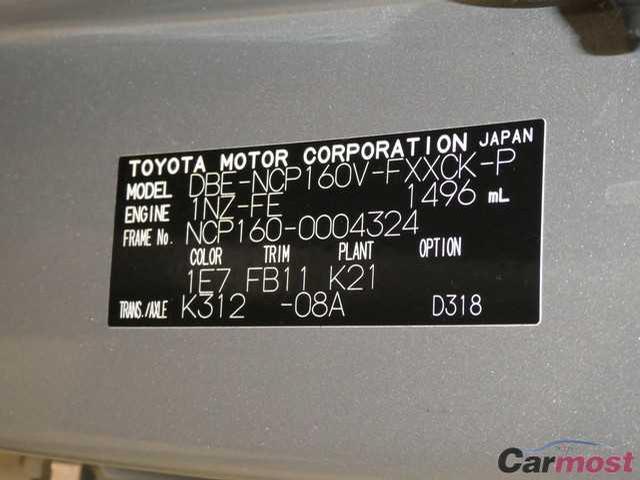 TOYOTA MOTOR CORPORATION JAPAN
MODEL DBE-NCP160V-FXXCK-P
ENGINE 1NZ-FE 1496 mL
FRAME No. NCP160-0004324
COLOR TRIM PLANT OPTION
1E7 FB11 K21
TRANS./AXLE K312 -08A D318
Carmost